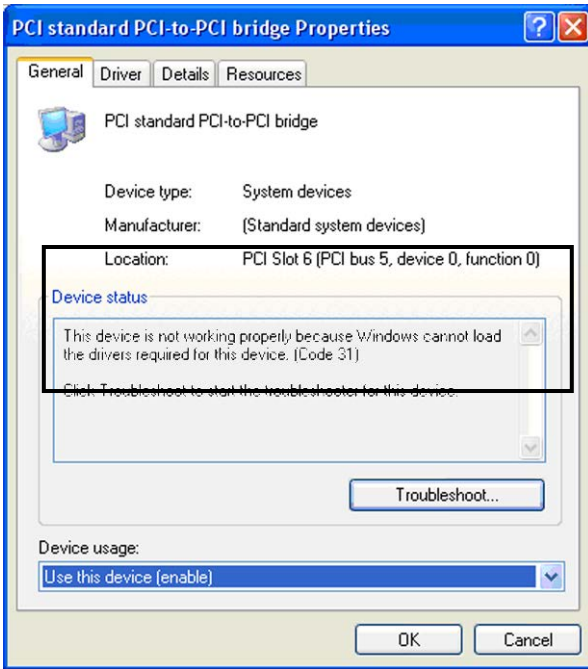 PCI standard PCI-to-PCI bridge Properties
General Driver Details Resources
PCI standard PCI-to-PCI bridge
Device type: System devices
Manufacturer: (Standard system devices)
Location: PCI Slot 6 (PCI bus 5, device 0, function 0)
Device status
This device is not working properly because Windows cannot load
the drivers required for this device. (Code 31)
Click Troubleshoot to start the troubleshooter for this device.
Troubleshoot...
Device usage:
Use this device (enable)
OK Cancel